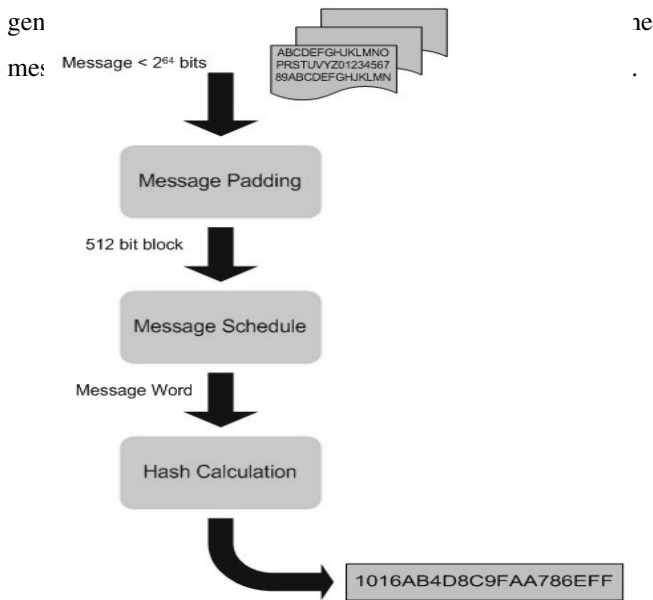 gen
mes
Message < 2⁶⁴ bits
ABCDEFGHJKLMNO
PRSTUVYZ01234567
89ABCDEFGHJKLMN
he
.
Message Padding
512 bit block
Message Schedule
Message Word
Hash Calculation
1016AB4D8C9FAA786EFF